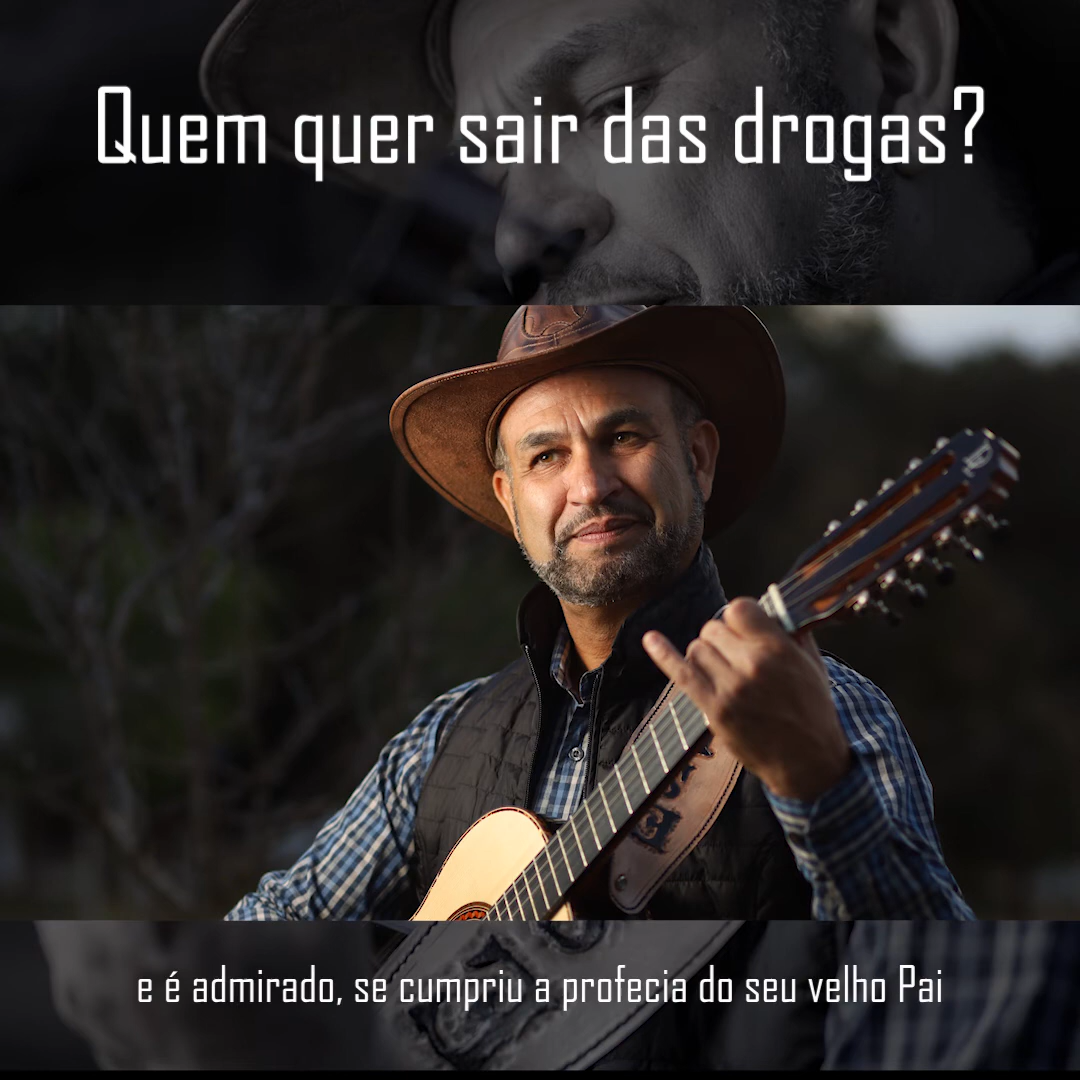 Quem quer sair das drogas?
e é admirado, se cumpriu a profecia do seu velho Pai